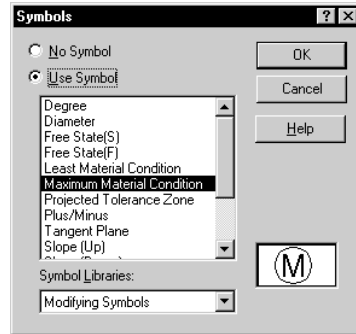 Symbols
No Symbol
Use Symbol
OK
Cancel
Help
Degree
Diameter
Free State(S)
Free State(F)
Least Material Condition
Maximum Material Condition
Projected Tolerance Zone
Plus/Minus
Tangent Plane
Slope (Up)
Symbol Libraries:
Modifying Symbols
M